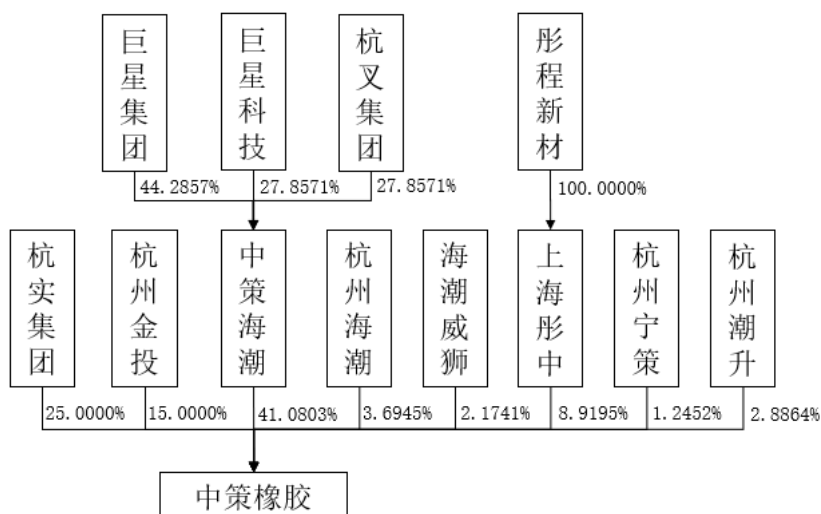 巨星集团
巨星科技
杭叉集团
彤程新材
44.2857%
27.8571%
27.8571%
100.0000%
杭实集团
杭州金投
中策海潮
杭州海潮
海潮威狮
上海彤中
杭州宁策
杭州潮升
25.0000%
15.0000%
41.0803%
3.6945%
2.1741%
8.9195%
1.2452%
2.8864%
中策橡胶